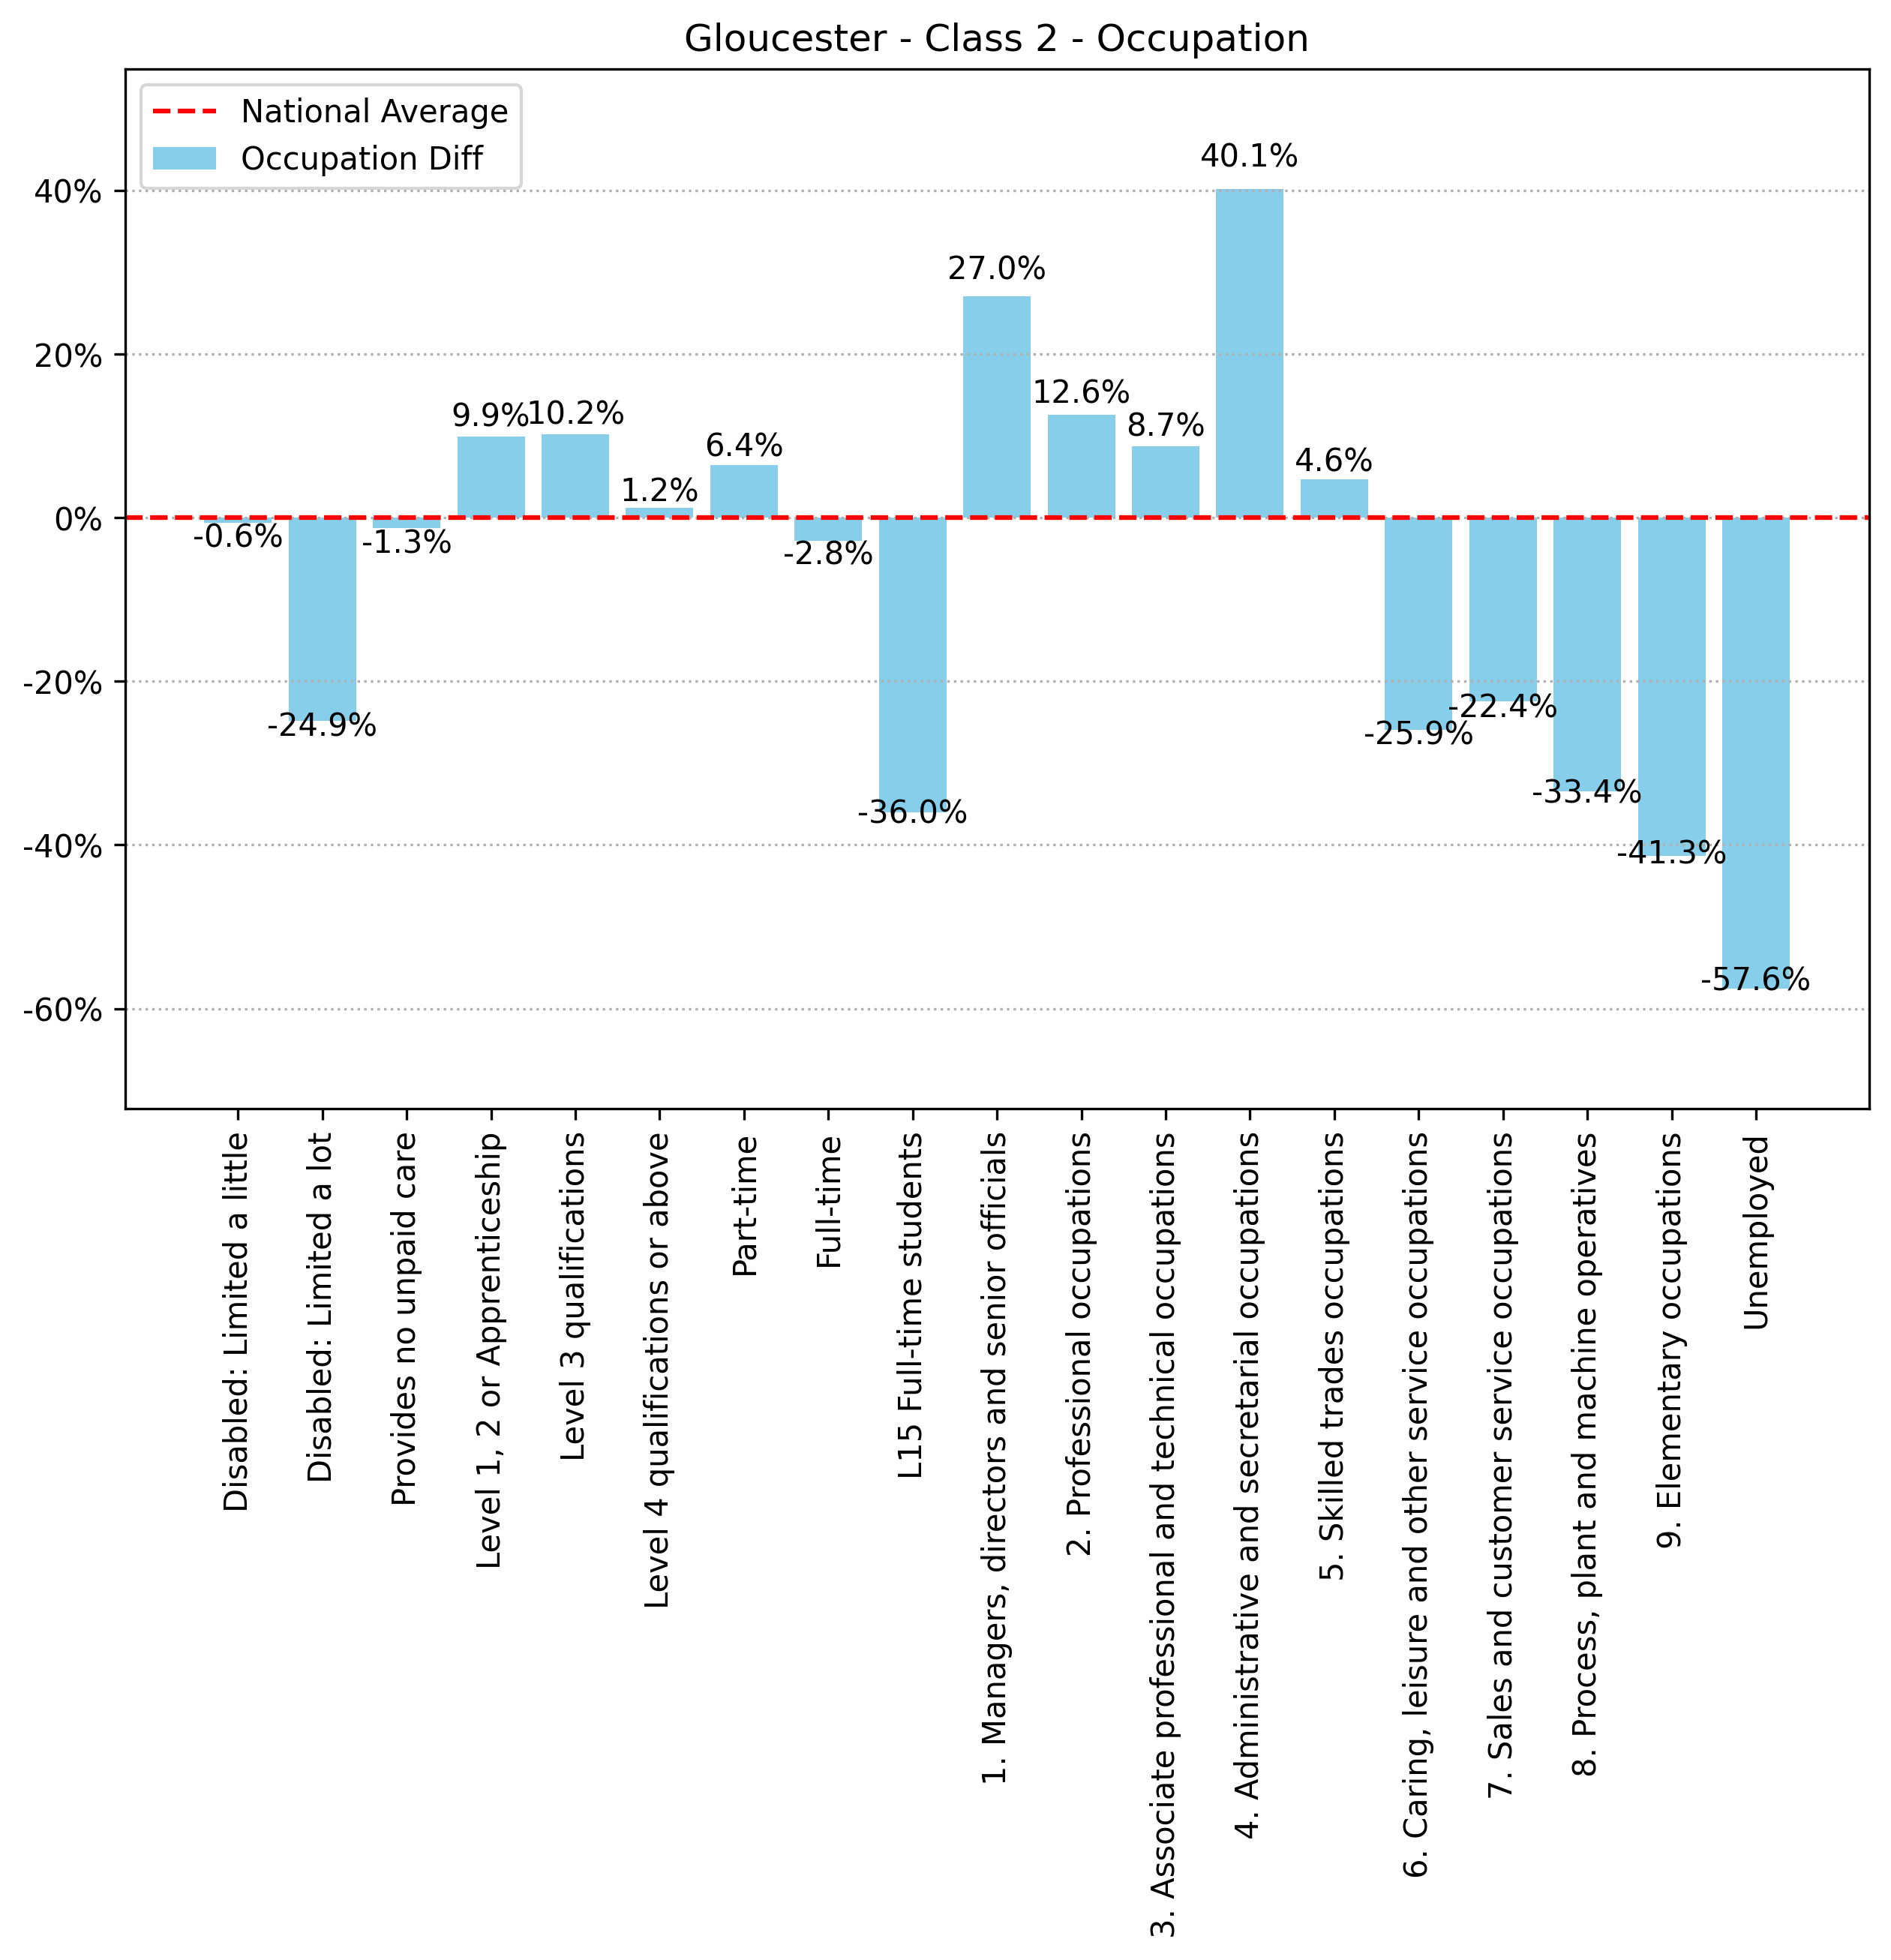 Gloucester - Class 2 - Occupation
National Average
Occupation Diff
40%
20%
0%
-20%
-40%
-60%
-0.6%
-24.9%
-1.3%
9.9%
10.2%
1.2%
6.4%
-2.8%
-36.0%
27.0%
12.6%
8.7%
40.1%
4.6%
-25.9%
-22.4%
-33.4%
-41.3%
-57.6%
Disabled: Limited a little
Disabled: Limited a lot
Provides no unpaid care
Level 1, 2 or Apprenticeship
Level 3 qualifications
Level 4 qualifications or above
Part-time
Full-time
L15 Full-time students
1. Managers, directors and senior officials
2. Professional occupations
3. Associate professional and technical occupations
4. Administrative and secretarial occupations
5. Skilled trades occupations
6. Caring, leisure and other service occupations
7. Sales and customer service occupations
8. Process, plant and machine operatives
9. Elementary occupations
Unemployed